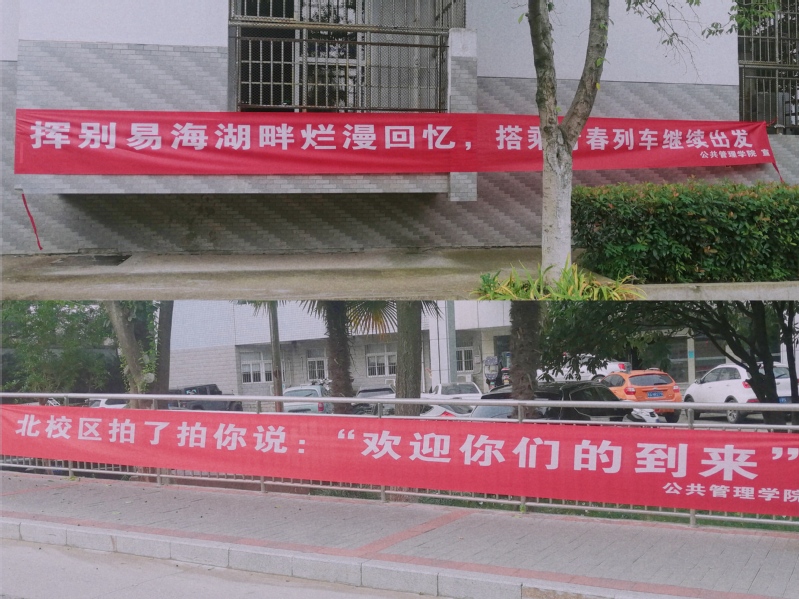 挥别易海湖畔烂漫回忆，搭乘春列车继续出发
公共管理学院 宣
北校区拍了拍你说：“欢迎你们的到来”
公共管理学院